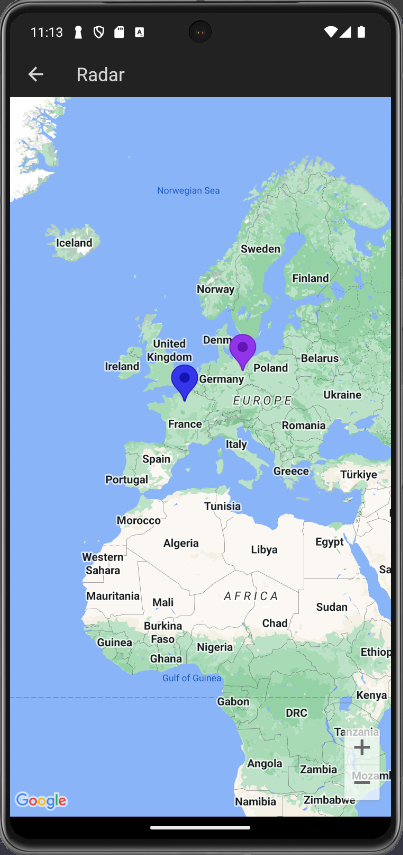 11:13
Radar
Norwegian Sea
Iceland
Sweden
Finland
Norway
Denm
United
Kingdom
Ireland
Belarus
Poland
Germany
Ukraine
EUROPE
France
Romania
Italy
Spain
Greece
Türkiye
Portugal
Tunisia
Morocco
Algeria
Libya
Egypt
Western
Sahara
Sa
Mauritania
Mali
AFRICA
Sudan
Chad
Burkina
Faso
Guinea
Nigeria
Ghana
Ethiop
Gulf of Guinea
Kenya
Gabon
DRC
Tanzania
Angola
Zambia
Mozam
Namibia
Zimbabwe
Google